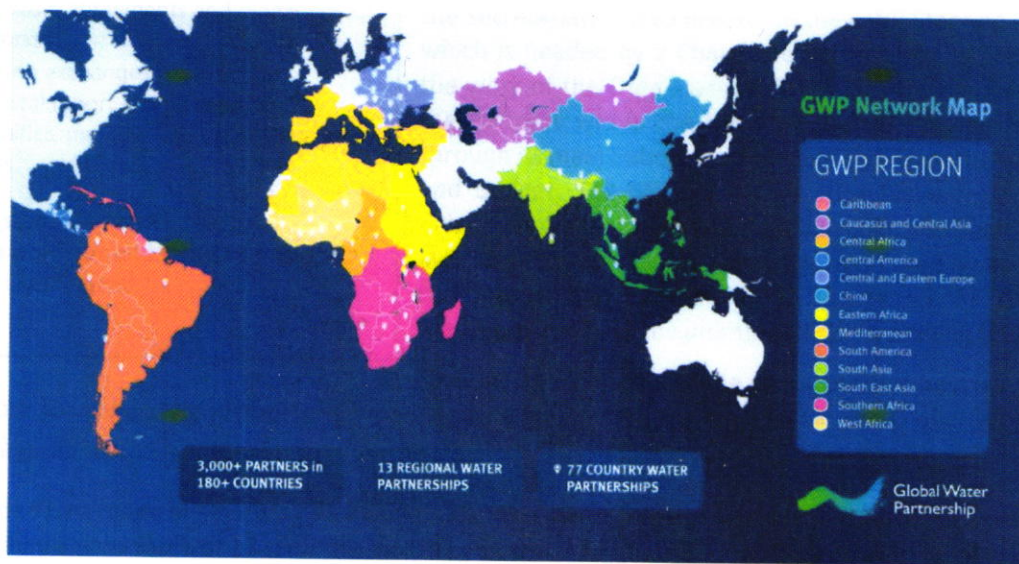 GWP Network Map
GWP REGION
Caribbean
Caucasus and Central Asia
Central Africa
Central America
Central and Eastern Europe
China
Eastern Africa
Mediterranean
South America
South Asia
South East Asia
Southern Africa
West Africa
3,000+ PARTNERS in
180+ COUNTRIES
13 REGIONAL WATER
PARTNERSHIPS
77 COUNTRY WATER
PARTNERSHIPS
Global Water
Partnership